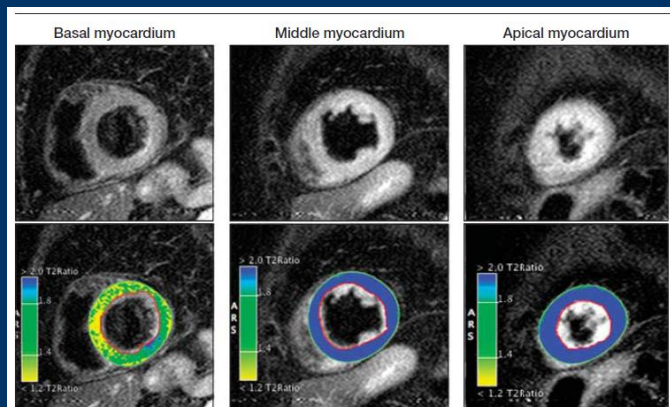 Basal myocardium
Middle myocardium
Apical myocardium
> 2.0 T2Ratio
1.8
A
R
S
1.4
< 1.2 T2Ratio
> 2.0 T2Ratio
1.8
A
R
S
1.4
< 1.2 T2Ratio
> 2.0 T2Ratio
1.8
A
R
S
1.4
< 1.2 T2Ratio